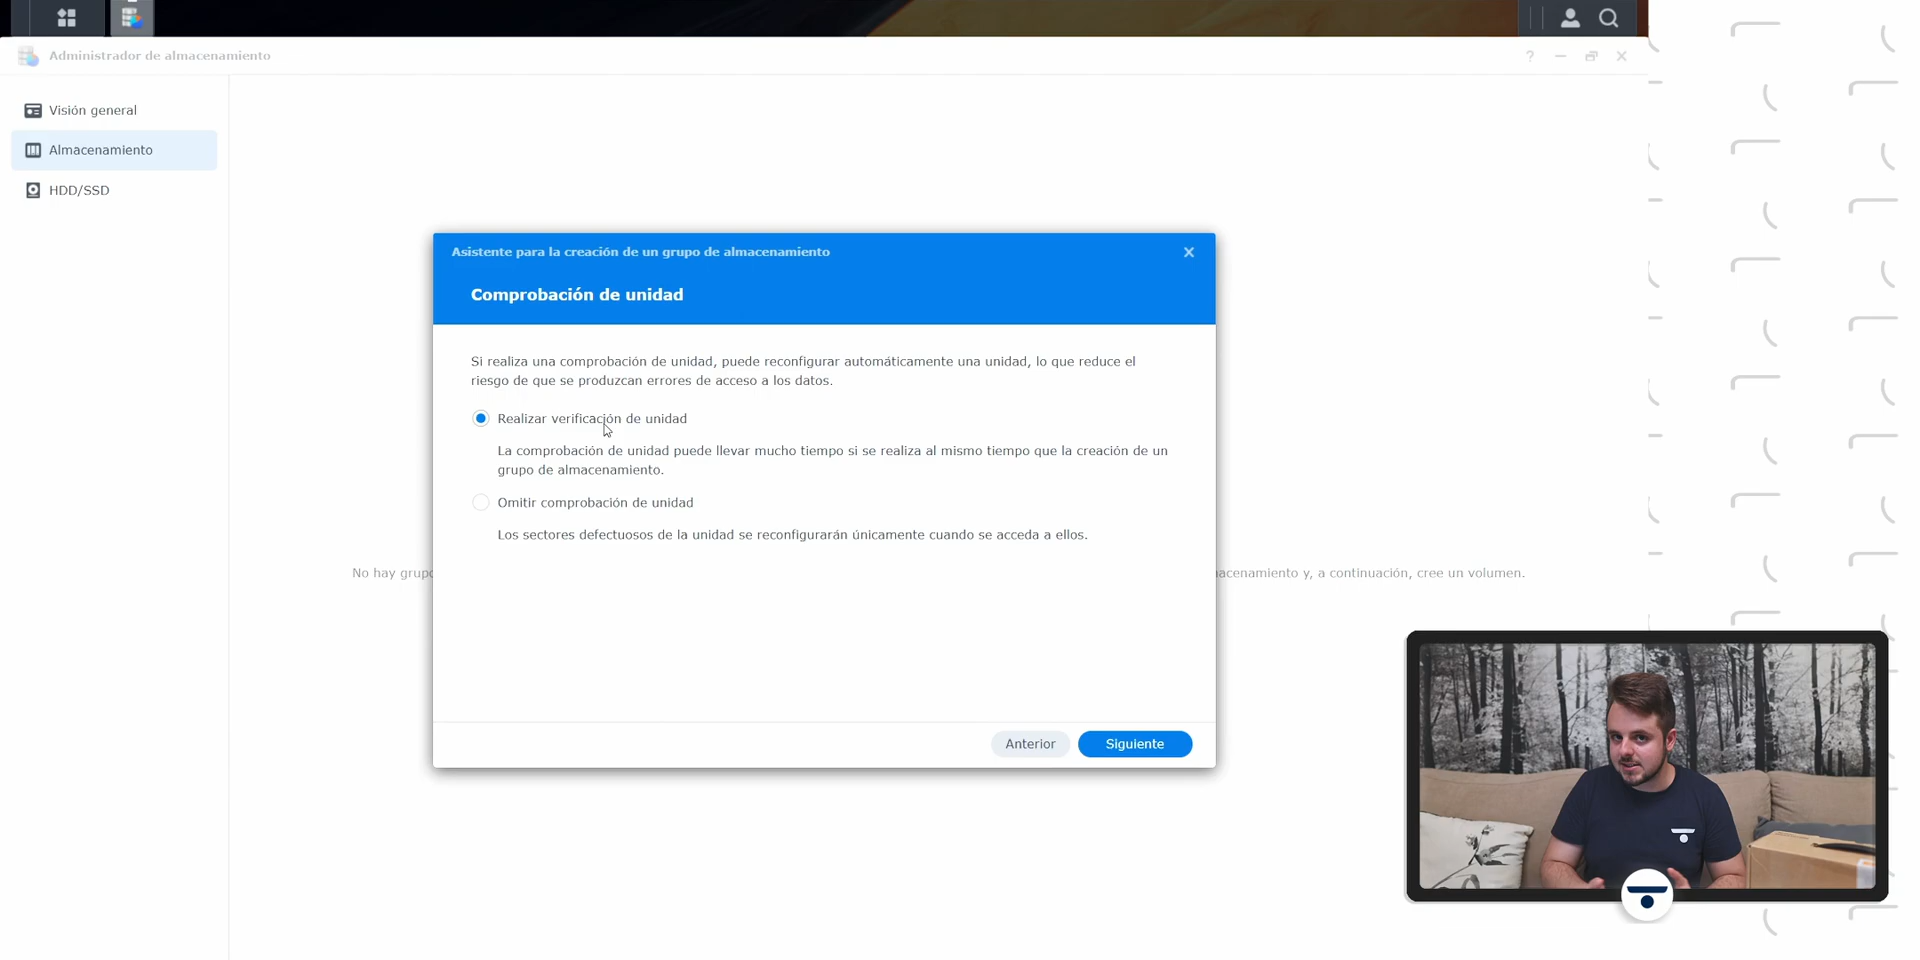 Administrador de almacenamiento
?
Visión general
Almacenamiento
HDD/SSD
Asistente para la creación de un grupo de almacenamiento
Comprobación de unidad
Si realiza una comprobación de unidad, puede reconfigurar automáticamente una unidad, lo que reduce el
riesgo de que se produzcan errores de acceso a los datos.
Realizar verificación de unidad
La comprobación de unidad puede llevar mucho tiempo si se realiza al mismo tiempo que la creación de un
grupo de almacenamiento.
Omitir comprobación de unidad
Los sectores defectuosos de la unidad se reconfigurarán únicamente cuando se acceda a ellos.
No hay grupo
acenamiento y, a continuación, cree un volumen.
Anterior
Siguiente